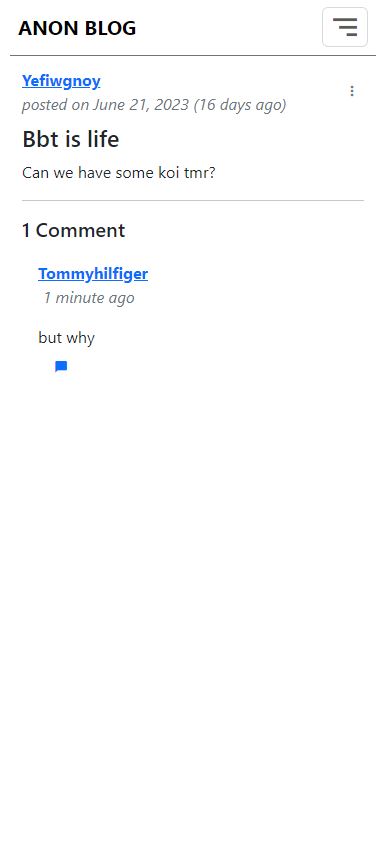 ANON BLOG
Yefiwgnoy
posted on June 21, 2023 (16 days ago)
Bbt is life
Can we have some koi tmr?
1 Comment
Tommyhilfiger
1 minute ago
but why